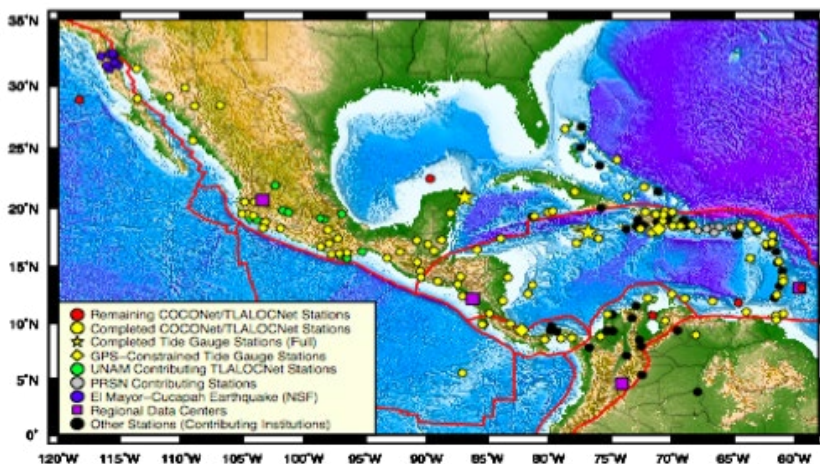 35°N
30°N
25°N
20°N
15°N
10°N
5°N
0°
Remaining COCONet/TLALOCNet Stations
Completed COCONet/TLALOCNet Stations
Completed Tide Gauge Stations (Full)
GPS-Constrained Tide Gauge Stations
UNAM Contributing TLALOCNet Stations
PRSN Contributing Stations
El Mayor-Cucapah Earthquake (NSF)
Regional Data Centers
Other Stations (Contributing Institutions)
120°W 115°W 110°W 105°W 100°W 95°W 90°W 85°W 80°W 75°W 70°W 65°W 60°W